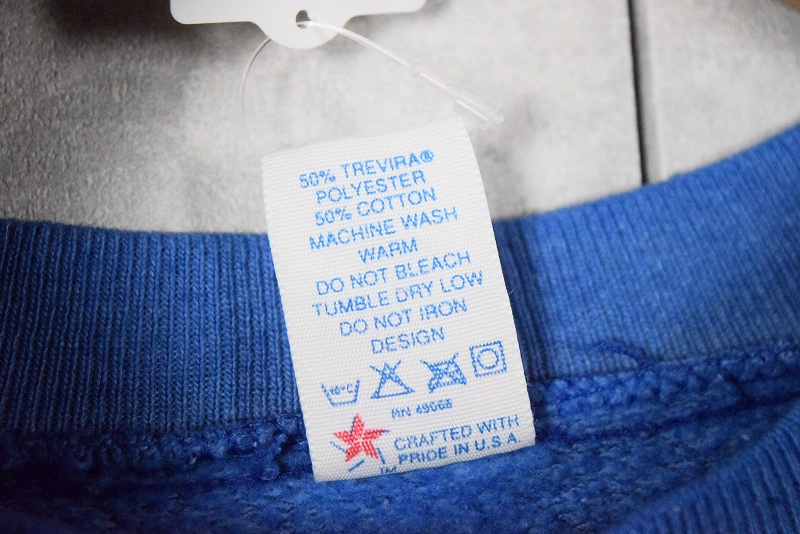 50% TREVIRA®
POLYESTER
50% COTTON
MACHINE WASH
WARM
DO NOT BLEACH
TUMBLE DRY LOW
DO NOT IRON
DESIGN
RN 49068
CRAFTED WITH
PRIDE IN U.S.A